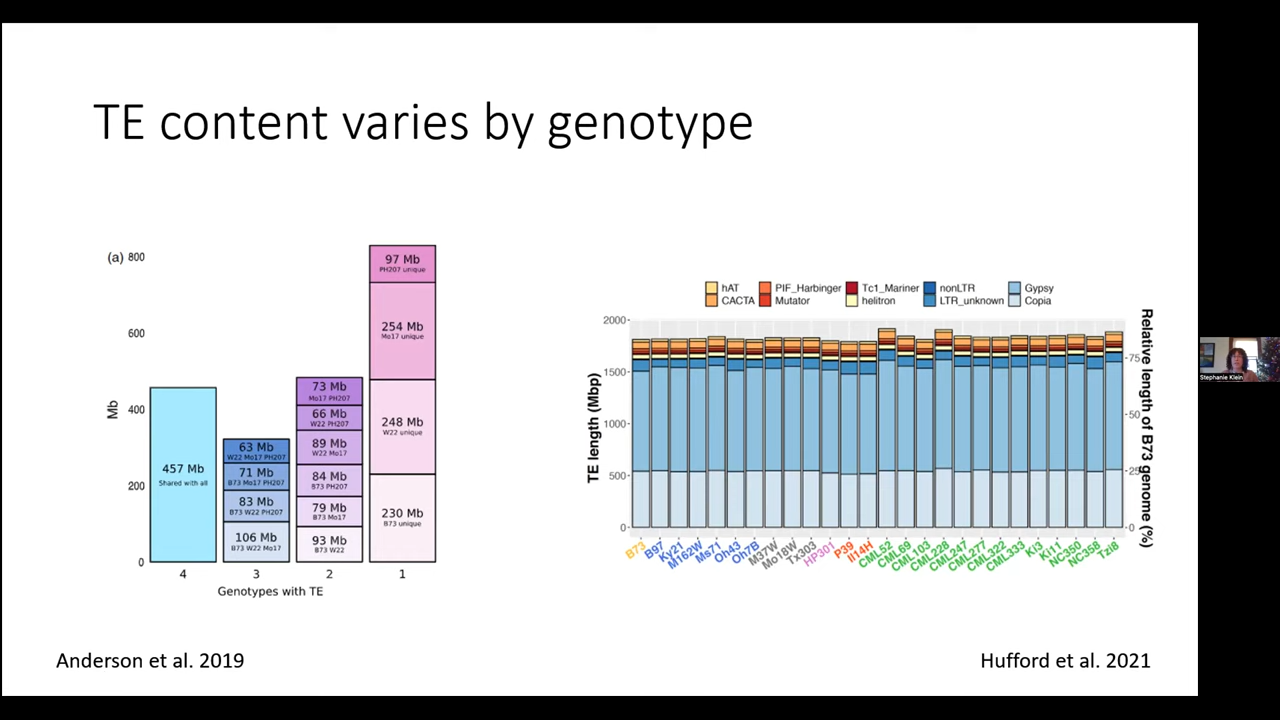 TE content varies by genotype
(a)
800
600
400
200
0
Mb
97 Mb
PH207 unique
254 Mb
Mo17 unique
248 Mb
W22 unique
230 Mb
B73 unique
73 Mb
Mo17 PH207
66 Mb
W22 PH207
89 Mb
W22 Mo17
84 Mb
B73 PH207
79 Mb
B73 Mo17
93 Mb
B73 W22
63 Mb
W22 Mo17 PH207
71 Mb
B73 Mo17 PH207
83 Mb
B73 W22 PH207
106 Mb
B73 W22 Mo17
457 Mb
Shared with all
4 3 2 1
Genotypes with TE
hAT PIF_Harbinger Tc1_Mariner nonLTR Gypsy
CACTA Mutator helitron LTR_unknown Copia
2000
1500
1000
500
0
TE length (Mbp)
75
50
25
0
Relative length of B73 genome (%)
B73 B97 Ky21 M162W Ms71 Oh43 Oh7B M37W Mo18W Tx303 HP301 P39 Il14H CML52 CML69 CML103 CML228 CML247 CML277 CML322 CML333 Ki3 Ki11 NC350 NC358 Tzi8
Anderson et al. 2019
Hufford et al. 2021
Stephanie Klein